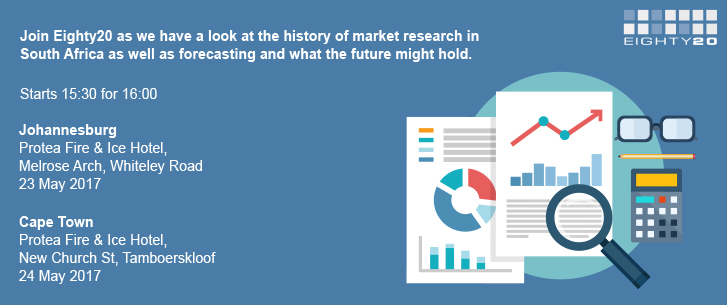 Join Eighty20 as we have a look at the history of market research in
South Africa as well as forecasting and what the future might hold.
EIGHTY20
Starts 15:30 for 16:00
Johannesburg
Protea Fire & Ice Hotel,
Melrose Arch, Whiteley Road
23 May 2017
Cape Town
Protea Fire & Ice Hotel,
New Church St, Tamboerskloof
24 May 2017